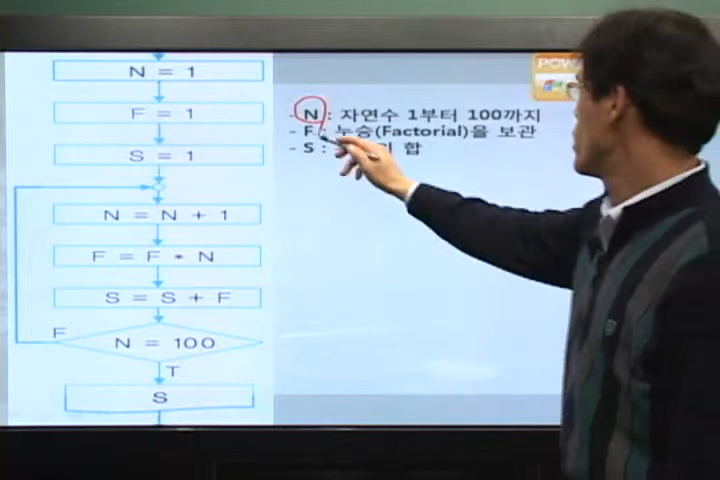 N = 1
F = 1
S = 1
N = N + 1
F = F * N
S = S + F
F
N = 100
T
S
POW
- N : 자연수 1부터 100까지
- F : 누승(Factorial)을 보관
- S : 합